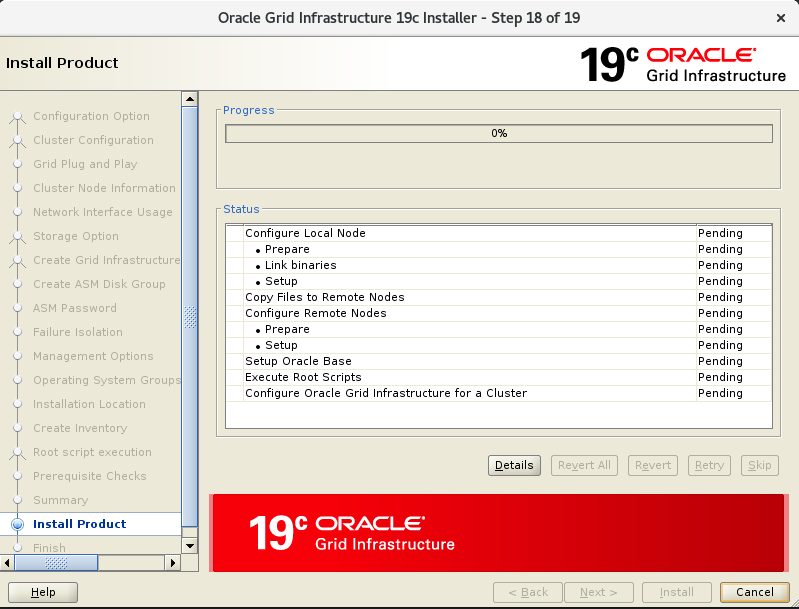 Oracle Grid Infrastructure 19c Installer - Step 18 of 19
Install Product
19c ORACLE
Grid Infrastructure
Configuration Option
Cluster Configuration
Grid Plug and Play
Cluster Node Information
Network Interface Usage
Storage Option
Create Grid Infrastructure
Create ASM Disk Group
ASM Password
Failure Isolation
Management Options
Operating System Groups
Installation Location
Create Inventory
Root script execution
Prerequisite Checks
Summary
Install Product
Finish
Progress
0%
Status
Configure Local Node Pending
• Prepare Pending
• Link binaries Pending
• Setup Pending
Copy Files to Remote Nodes Pending
Configure Remote Nodes Pending
• Prepare Pending
• Setup Pending
Setup Oracle Base Pending
Execute Root Scripts Pending
Configure Oracle Grid Infrastructure for a Cluster Pending
Details Revert All Revert Retry Skip
19c ORACLE
Grid Infrastructure
Help < Back Next > Install Cancel